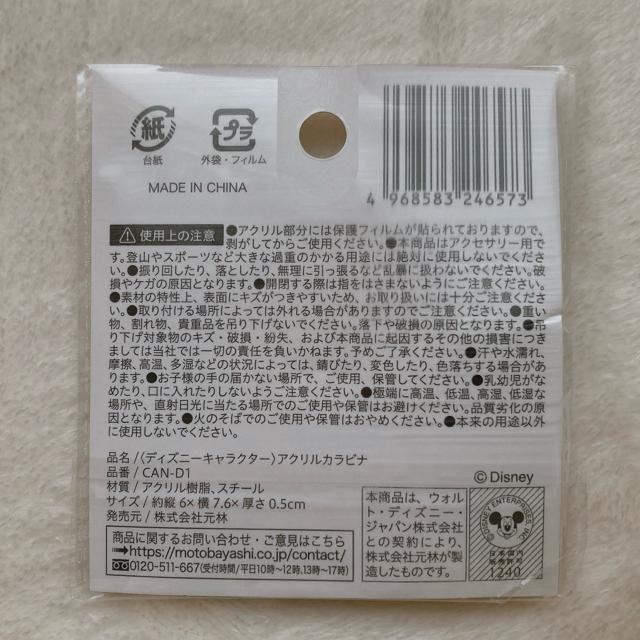 紙
台紙
プラ
外袋・フィルム
MADE IN CHINA
4 968583 246573
使用上の注意 ●アクリル部分には保護フィルムが貼られておりますので、
剥がしてからご使用ください。●本商品はアクセサリー用で
す。登山やスポーツなど大きな過重のかかる用途には絶対に使用しないでくださ
い。●振り回したり、落としたり、無理に引っ張るなど乱暴に扱わないでください。破
損やケガの原因となります。●開閉する際は指をはさまないようにご注意ください。
●素材の特性上、表面にキズがつきやすいため、お取り扱いには十分ご注意くださ
い。●取り付ける場所によっては外れる場合がありますのでご注意ください。●重い
物、割れ物、貴重品を吊り下げないでください。落下や破損の原因となります。●吊
り下げ対象物のキズ・破損・紛失、および本商品に起因するその他の損害につき
ましては当社では一切の責任を負いかねます。予めご了承ください。●汗や水濡れ、
摩擦、高温、多湿などの状況によっては、錆びたり、変色したり、色落ちする場合があ
ります。●お子様の手の届かない場所で、ご使用、保管してください。●乳幼児がな
めたり、口に入れたりしないようご注意ください。●極端に高温、低温、高湿、低湿な
場所や、直射日光に当たる場所でのご使用や保管はお避けください。品質劣化の原
因となります。●火のそばでのご使用や保管はおやめください。●本来の用途以外
に使用しないでください。
品名／〈ディズニーキャラクター〉アクリルカラビナ
品番／CAN-D1
材質／アクリル樹脂、スチール
サイズ／約縦6×横7.6×厚さ0.5cm
発売元／株式会社元林
商品に関するお問い合わせ・ご意見はこちら
https://motobayashi.co.jp/contact/
0120-511-667(受付時間/平日10時〜12時,13時〜17時)
© Disney
本商品は、ウォル
ト・ディズニー・
ジャパン株式会社
との契約により、
株式会社元林が製
造したものです。
©DISNEY ENTERPRISES, INC.
日本国内
販売許諾
1240